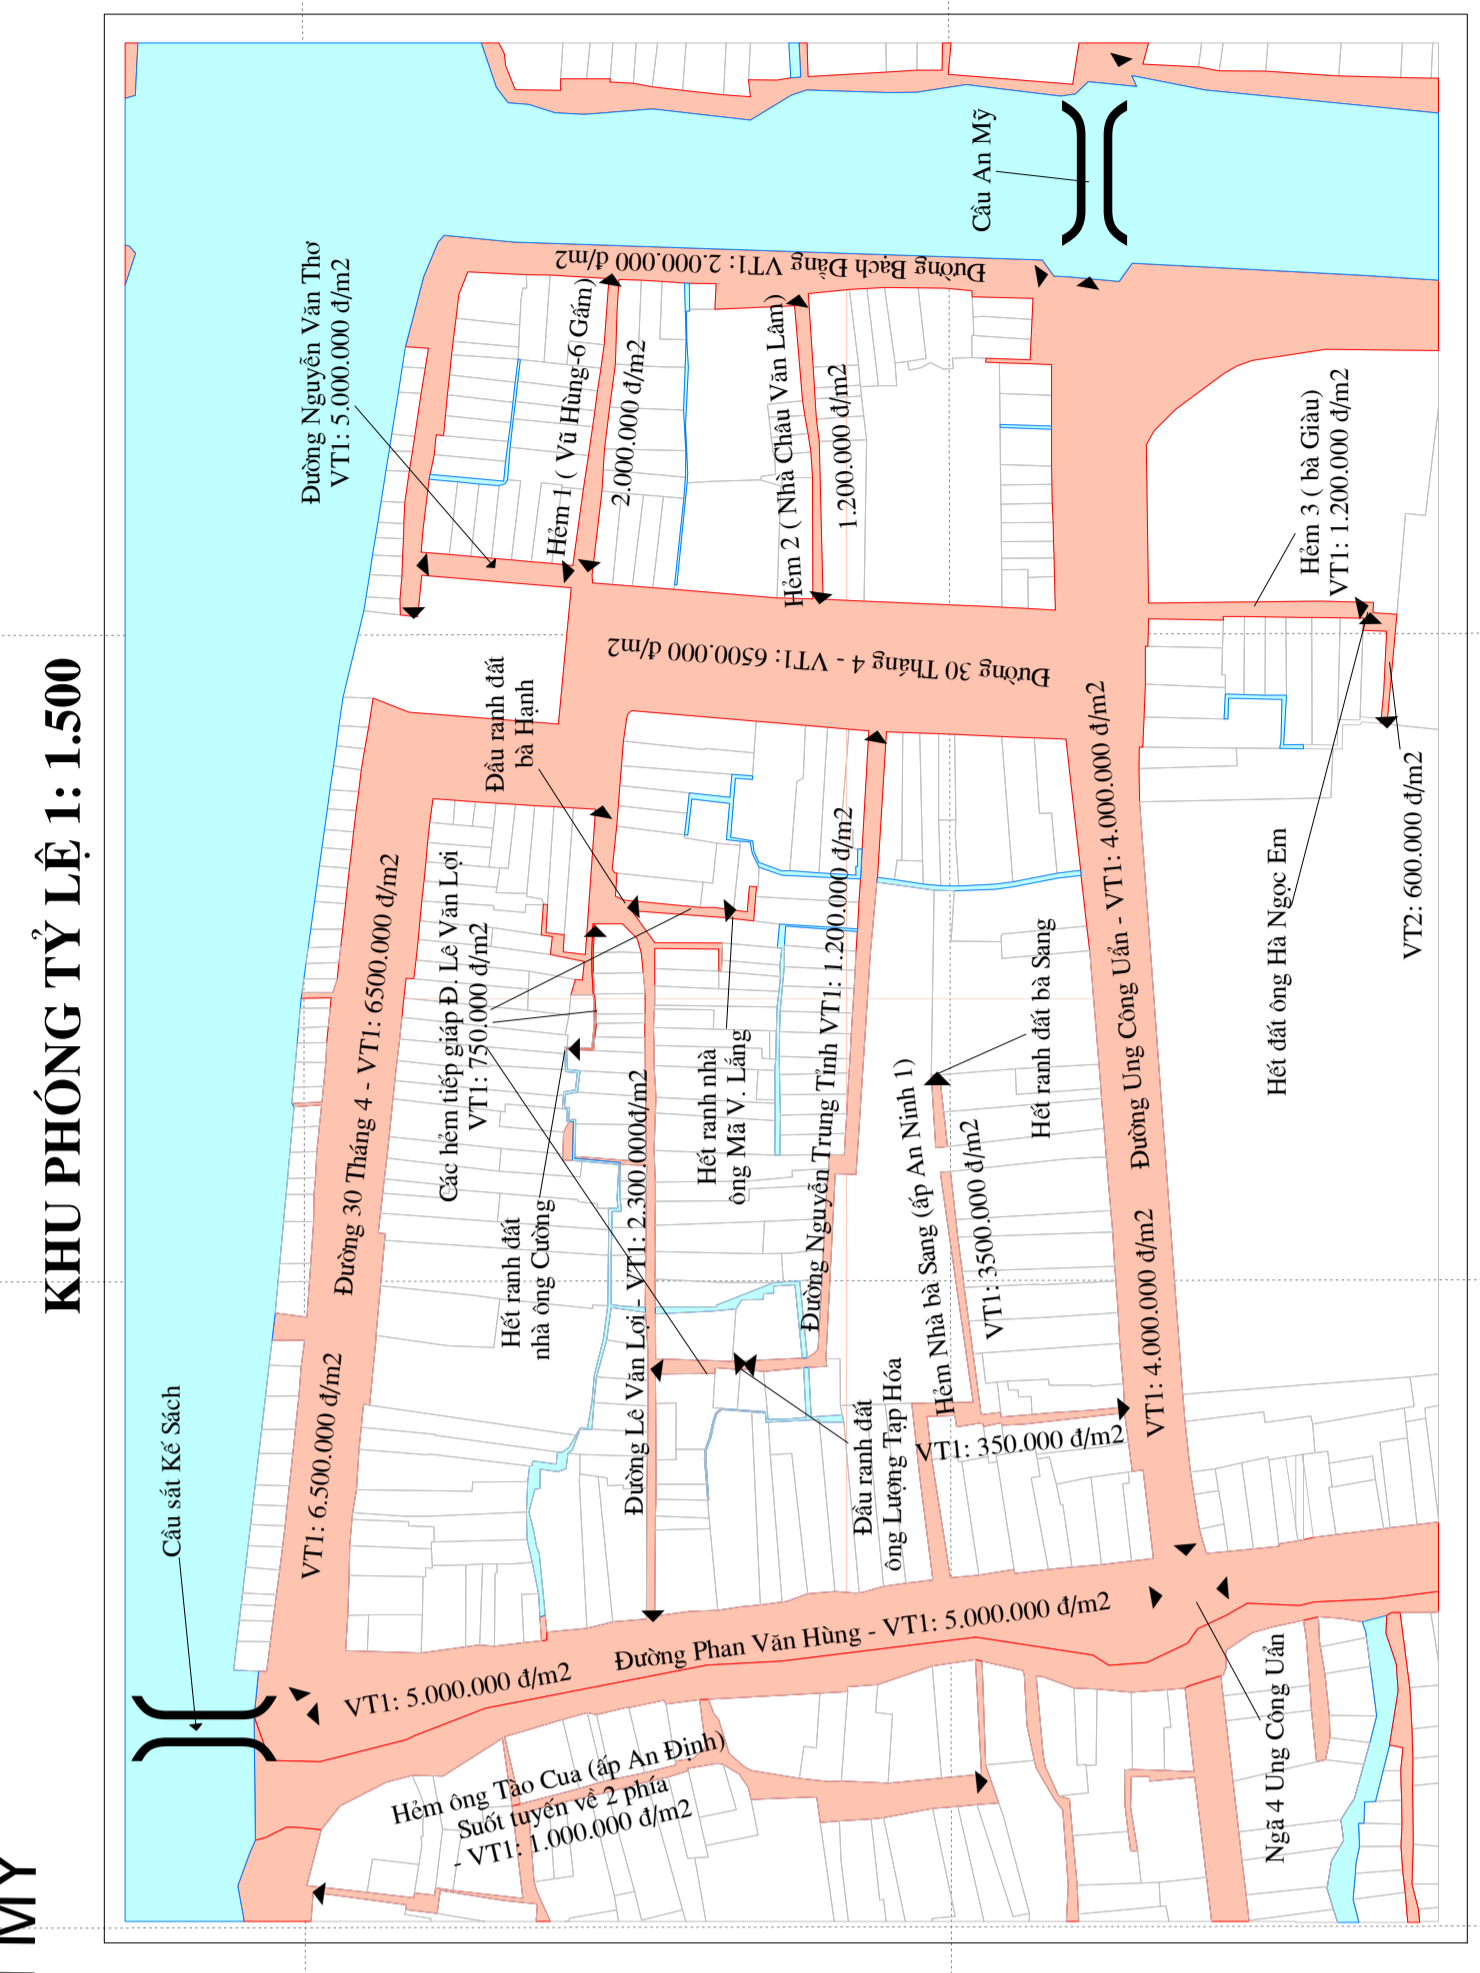 KHU PHÓNG TỶ LỆ 1: 1.500
Cầu sắt Kế Sách
VT1: 6.500.000 đ/m2
Đường 30 Tháng 4 - VT1: 6500.000 đ/m2
Đường Nguyễn Văn Thơ
VT1: 5.000.000 đ/m2
Các hẻm tiếp giáp Đ. Lê Văn Lợi
VT1: 750.000 đ/m2
Đầu ranh đất
bà Hạnh
Hết ranh đất
nhà ông Cường
Hẻm 1 ( Vũ Hùng-6 Gấm)
2.000.000 đ/m2
Đường Bạch Đằng VT1: 2.000.000 đ/m2
Đường 30 Tháng 4 - VT1: 6500.000 đ/m2
Đường Lê Văn Lợi - VT1: 2.300.000đ/m2
Hết ranh nhà
ông Mã V. Lắng
Hẻm 2 ( Nhà Châu Văn Lâm)
1.200.000 đ/m2
Đường Nguyễn Trung Tỉnh VT1: 1.200.000 đ/m2
Đầu ranh đất
ông Lượng Tạp Hóa
Hẻm Nhà bà Sang (ấp An Ninh 1)
VT1: 3500.000 đ/m2
VT1: 350.000 đ/m2
Hết ranh đất bà Sang
Cầu An Mỹ
VT1: 4.000.000 đ/m2
Đường Ung Công Uẩn - VT1: 4.000.000 đ/m2
Hẻm 3 ( bà Giàu)
VT1: 1.200.000 đ/m2
Hết đất ông Hà Ngọc Em
VT2: 600.000 đ/m2
VT1: 5.000.000 đ/m2
Đường Phan Văn Hùng - VT1: 5.000.000 đ/m2
Hẻm ông Tào Cua (ấp An Định)
Suốt tuyến về 2 phía
- VT1: 1.000.000 đ/m2
Ngã 4 Ung Công Uẩn